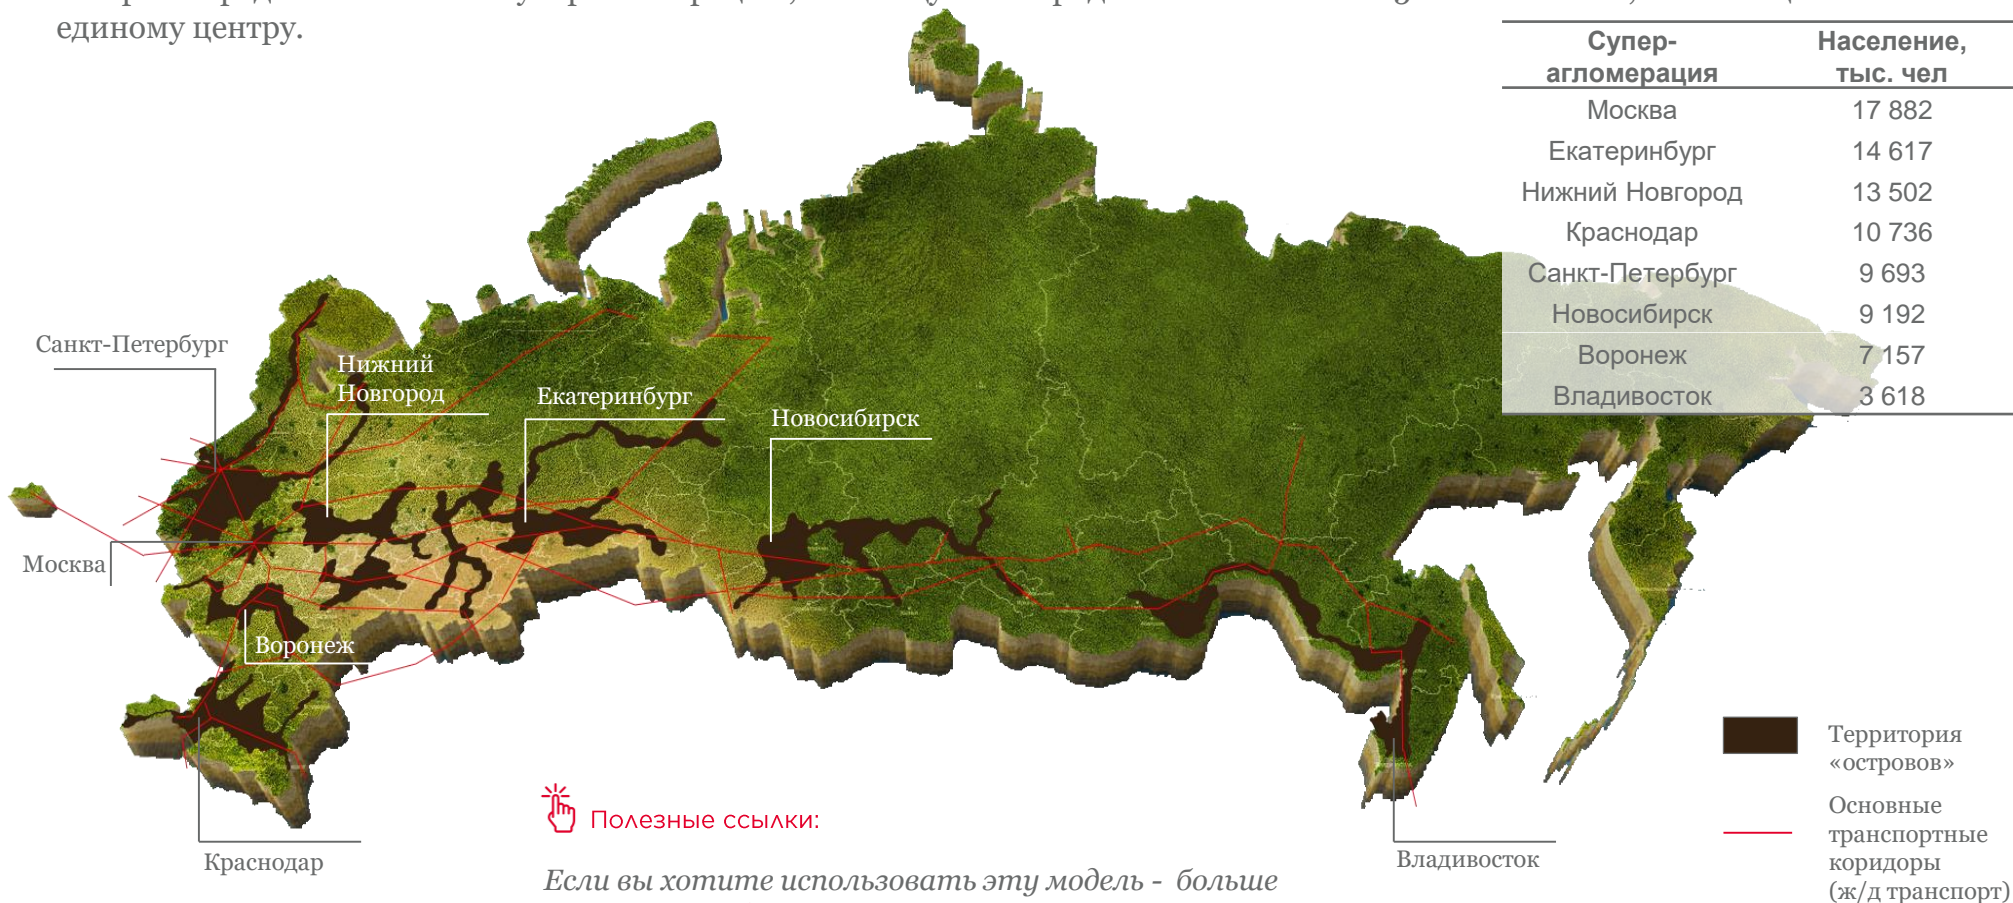 единому центру.
Супер-
агломерация
Население,
тыс. чел
Москва 17 882
Екатеринбург 14 617
Нижний Новгород 13 502
Краснодар 10 736
Санкт-Петербург 9 693
Новосибирск 9 192
Воронеж 7 157
Владивосток 3 618
Санкт-Петербург
Нижний
Новгород
Екатеринбург
Новосибирск
Москва
Воронеж
Краснодар
Владивосток
Территория
«островов»
Основные
транспортные
коридоры
(ж/д транспорт)
Полезные ссылки:
Если вы хотите использовать эту модель - больше